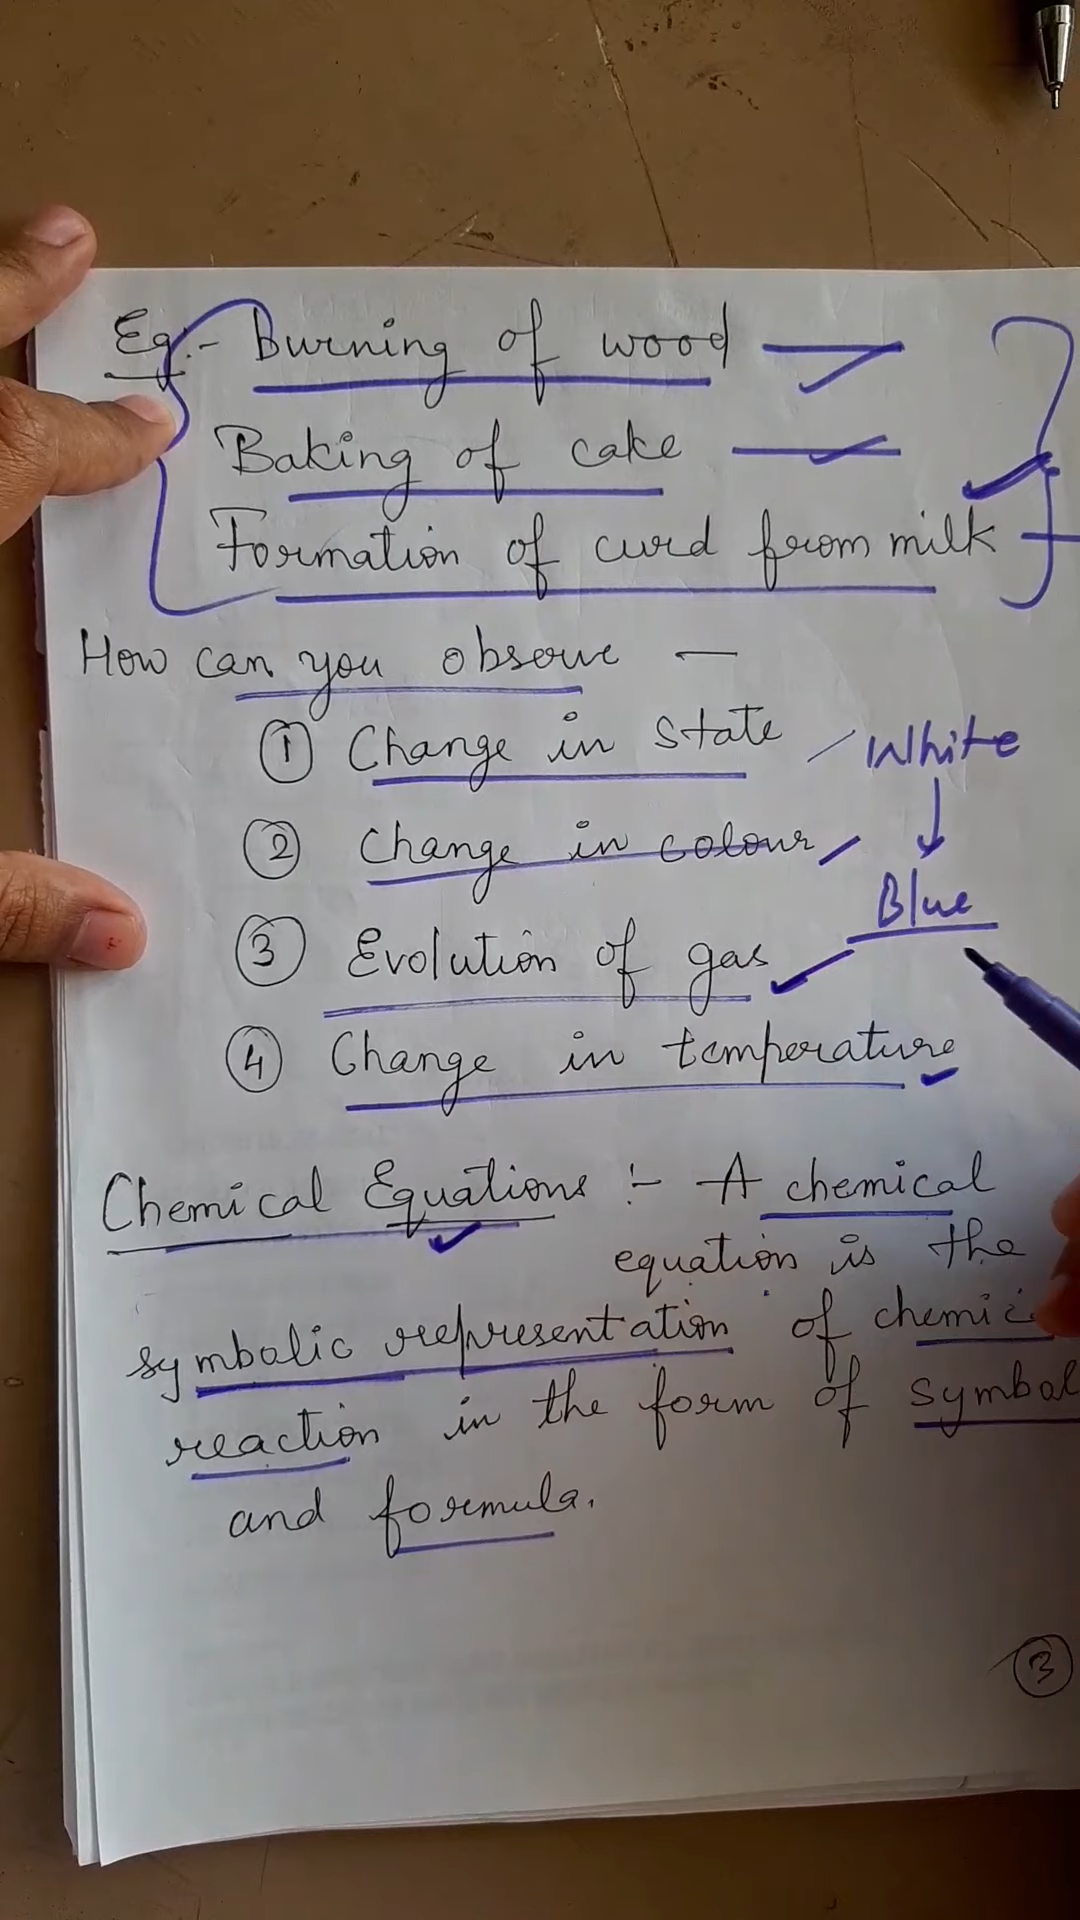 Eg:- burning of wood
Baking of cake
Formation of curd from milk
How can you observe —
① Change in state
White
② Change in colour
Blue
③ Evolution of gas
④ Change in temperature
Chemical Equations :- A chemical
equation is the
symbolic representation of chemic
reaction in the form of symbol
and formula.
③